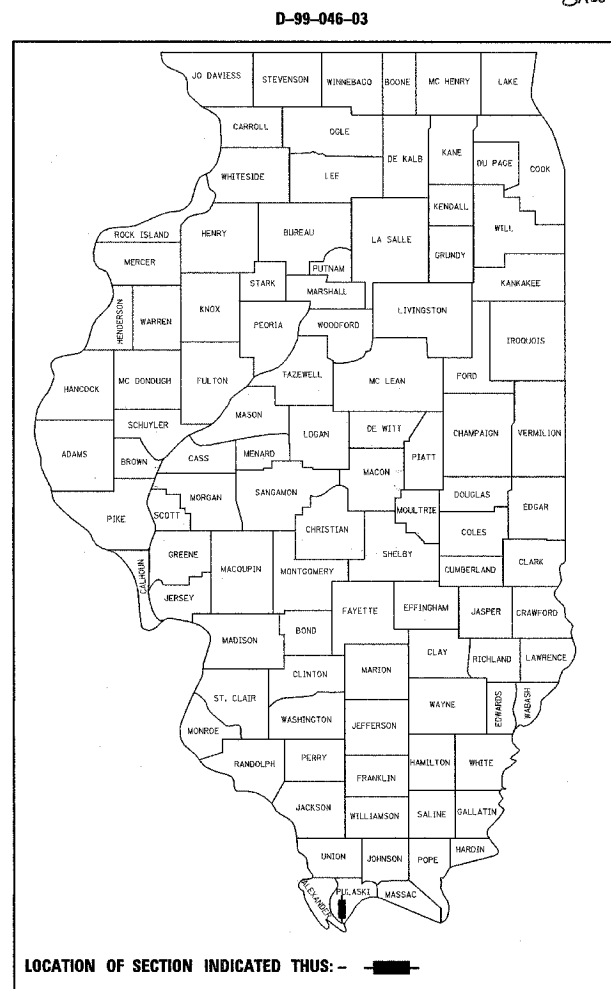 D-99-046-03
JO DAVIESS STEVENSON WINNEBAGO BOONE MC HENRY LAKE
CARROLL OGLE DE KALB KANE DU PAGE COOK
WHITESIDE LEE
KENDALL WILL
ROCK ISLAND HENRY BUREAU LA SALLE GRUNDY
MERCER PUTNAM KANKAKEE
STARK MARSHALL
HENDERSON WARREN KNOX PEORIA WOODFORD LIVINGSTON IROQUOIS
HANCOCK MC DONOUGH FULTON TAZEWELL MC LEAN FORD
MASON
SCHUYLER LOGAN DE WITT CHAMPAIGN VERMILION
ADAMS BROWN CASS MENARD MACON PIATT
MORGAN SANGAMON DOUGLAS EDGAR
PIKE SCOTT CHRISTIAN MOULTRIE COLES
GREENE MACOUPIN MONTGOMERY SHELBY CUMBERLAND CLARK
CALHOUN JERSEY FAYETTE EFFINGHAM JASPER CRAWFORD
MADISON BOND
CLAY RICHLAND LAWRENCE
CLINTON MARION
ST. CLAIR WAYNE EDWARDS WABASH
WASHINGTON JEFFERSON
MONROE
RANDOLPH PERRY HAMILTON WHITE
FRANKLIN
JACKSON WILLIAMSON SALINE GALLATIN
UNION JOHNSON POPE HARDIN
ALEXANDER PULASKI MASSAC
LOCATION OF SECTION INDICATED THUS: -